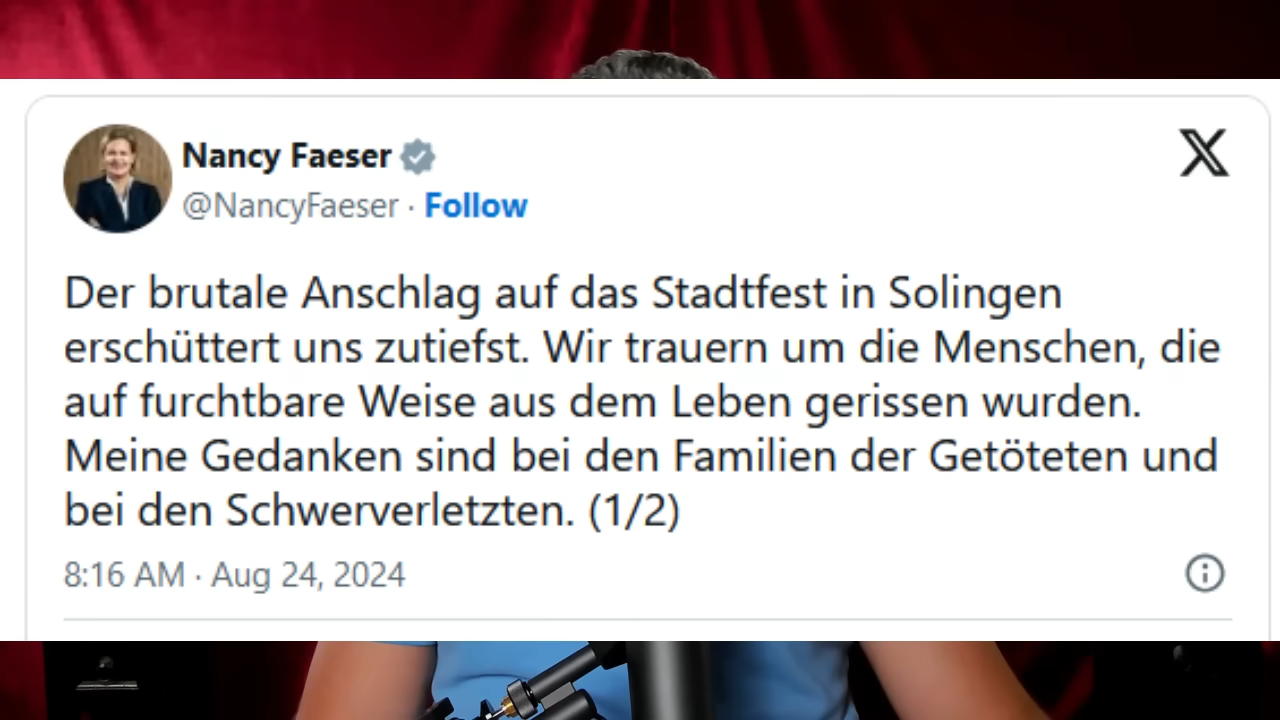 Nancy Faeser
@NancyFaeser · Follow
Der brutale Anschlag auf das Stadtfest in Solingen
erschüttert uns zutiefst. Wir trauern um die Menschen, die
auf furchtbare Weise aus dem Leben gerissen wurden.
Meine Gedanken sind bei den Familien der Getöteten und
bei den Schwerverletzten. (1/2)
8:16 AM · Aug 24, 2024